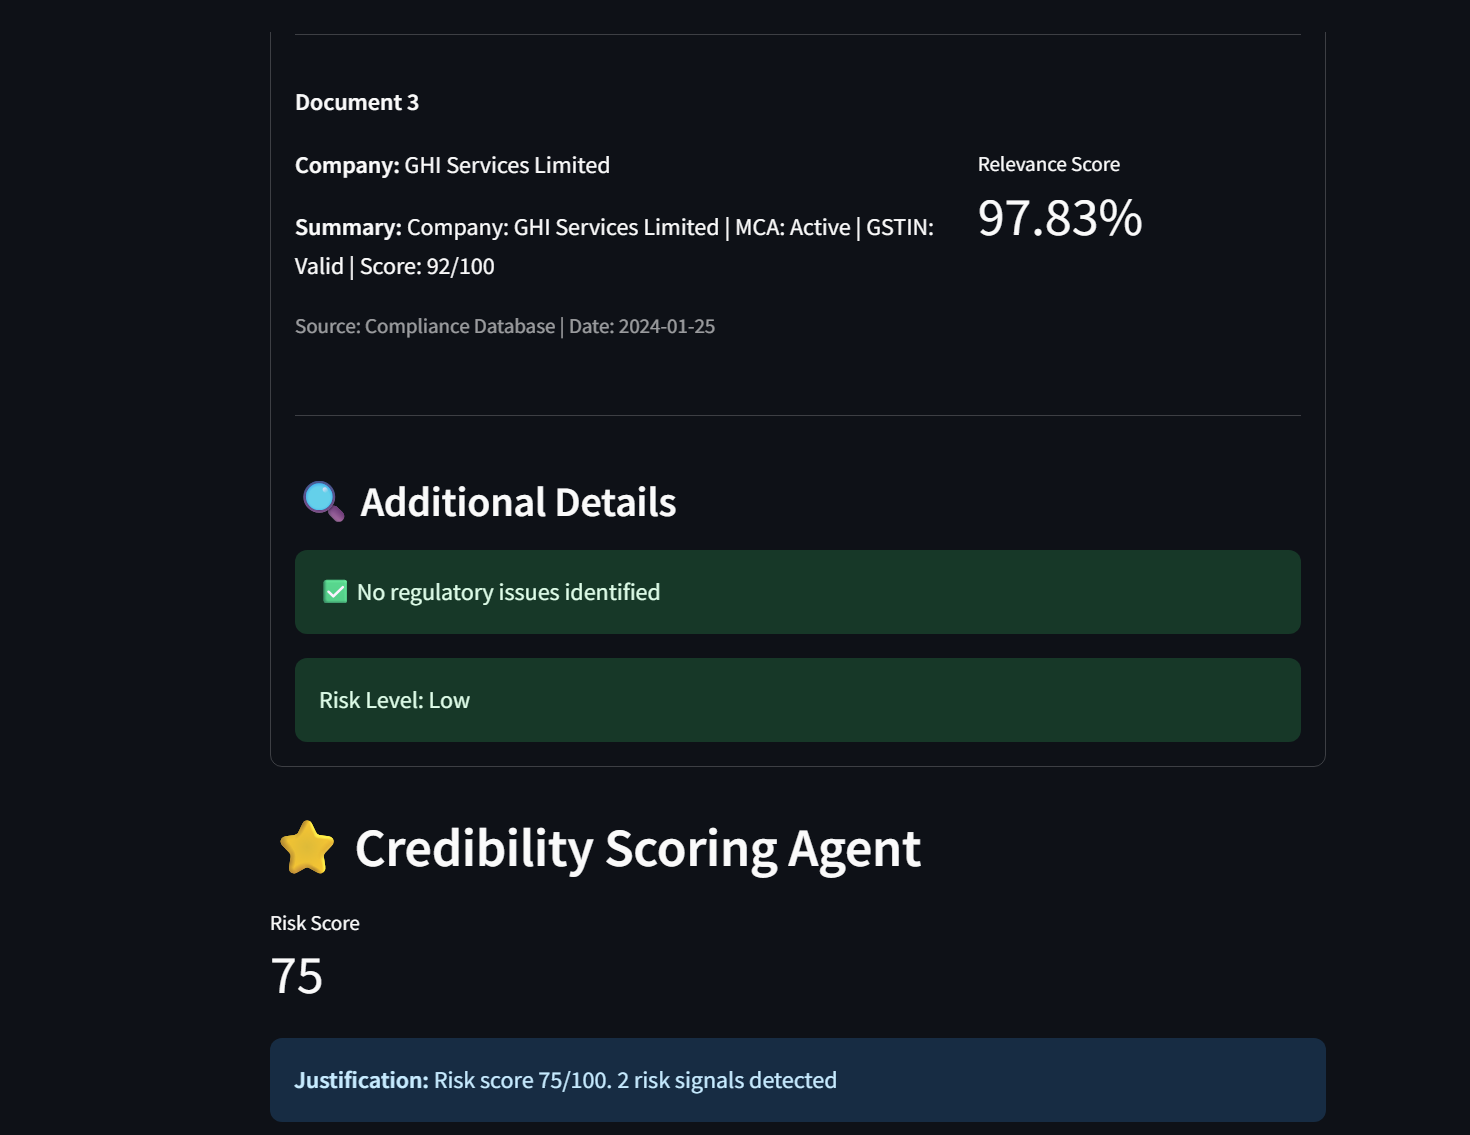 Document 3
Company: GHI Services Limited
Relevance Score
97.83%
Summary: Company: GHI Services Limited | MCA: Active | GSTIN:
Valid | Score: 92/100
Source: Compliance Database | Date: 2024-01-25
Additional Details
No regulatory issues identified
Risk Level: Low
Credibility Scoring Agent
Risk Score
75
Justification: Risk score 75/100. 2 risk signals detected